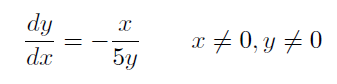 dy/dx = −x/5y    x ≠ 0, y ≠ 0